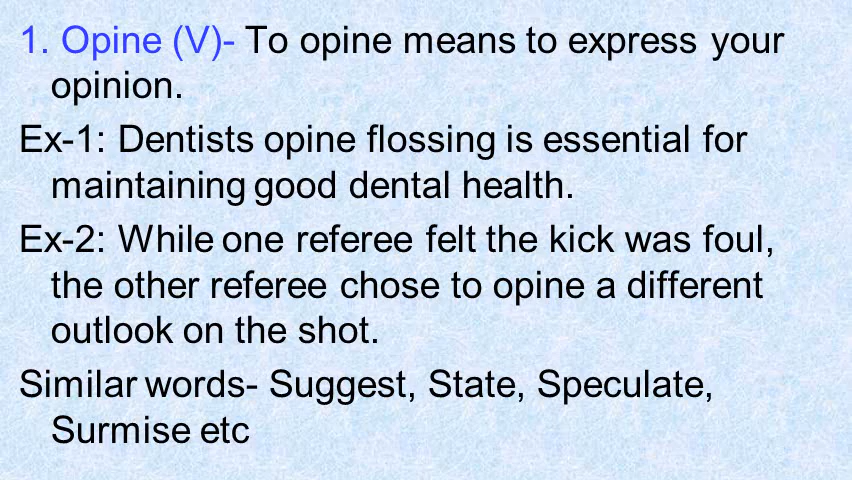 1. Opine (V)- To opine means to express your
opinion.
Ex-1: Dentists opine flossing is essential for
maintaining good dental health.
Ex-2: While one referee felt the kick was foul,
the other referee chose to opine a different
outlook on the shot.
Similar words- Suggest, State, Speculate,
Surmise etc